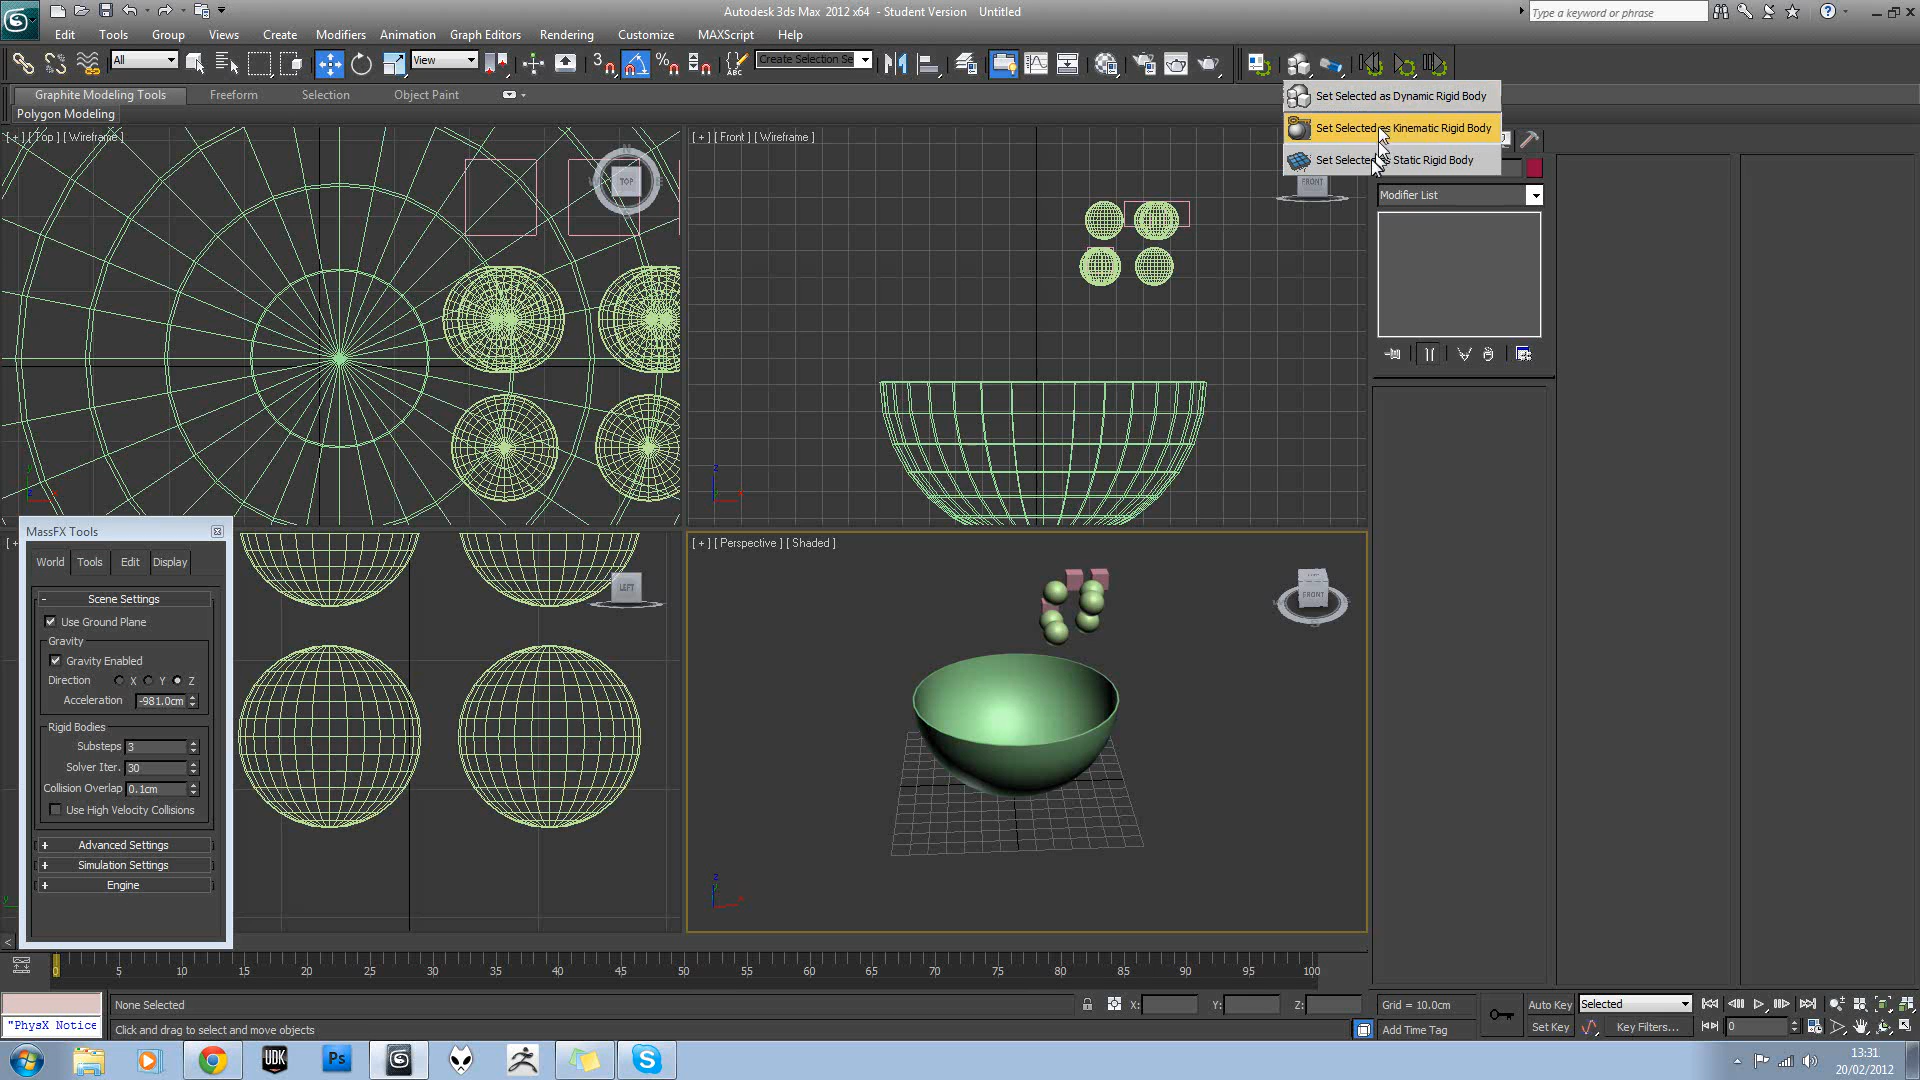 Autodesk 3ds Max 2012 x64 - Student Version Untitled
Type a keyword or phrase
Edit Tools Group Views Create Modifiers Animation Graph Editors Rendering Customize MAXScript Help
All
View
3
Create Selection Se
ABC
Graphite Modeling Tools Freeform Selection Object Paint
Polygon Modeling
Set Selected as Dynamic Rigid Body
Set Selected as Kinematic Rigid Body
Set Selected as Static Rigid Body
[ + ] [ Top ] [ Wireframe ]
[ + ] [ Front ] [ Wireframe ]
TOP
FRONT
Modifier List
MassFX Tools
World Tools Edit Display
Scene Settings
Use Ground Plane
Gravity
Gravity Enabled
Direction X Y Z
Acceleration -981.0cm
Rigid Bodies
Substeps 3
Solver Iter. 30
Collision Overlap 0.1cm
Use High Velocity Collisions
+ Advanced Settings
+ Simulation Settings
+ Engine
LEFT
[ + ] [ Perspective ] [ Shaded ]
FRONT
0 5 10 15 20 25 30 35 40 45 50 55 60 65 70 75 80 85 90 95 100
None Selected
X: Y: Z:
Grid = 10.0cm
Auto Key
Selected
"PhysX Notice
Click and drag to select and move objects
Add Time Tag
Set Key
Key Filters...
0
UDK
Ps
13:31
20/02/2012